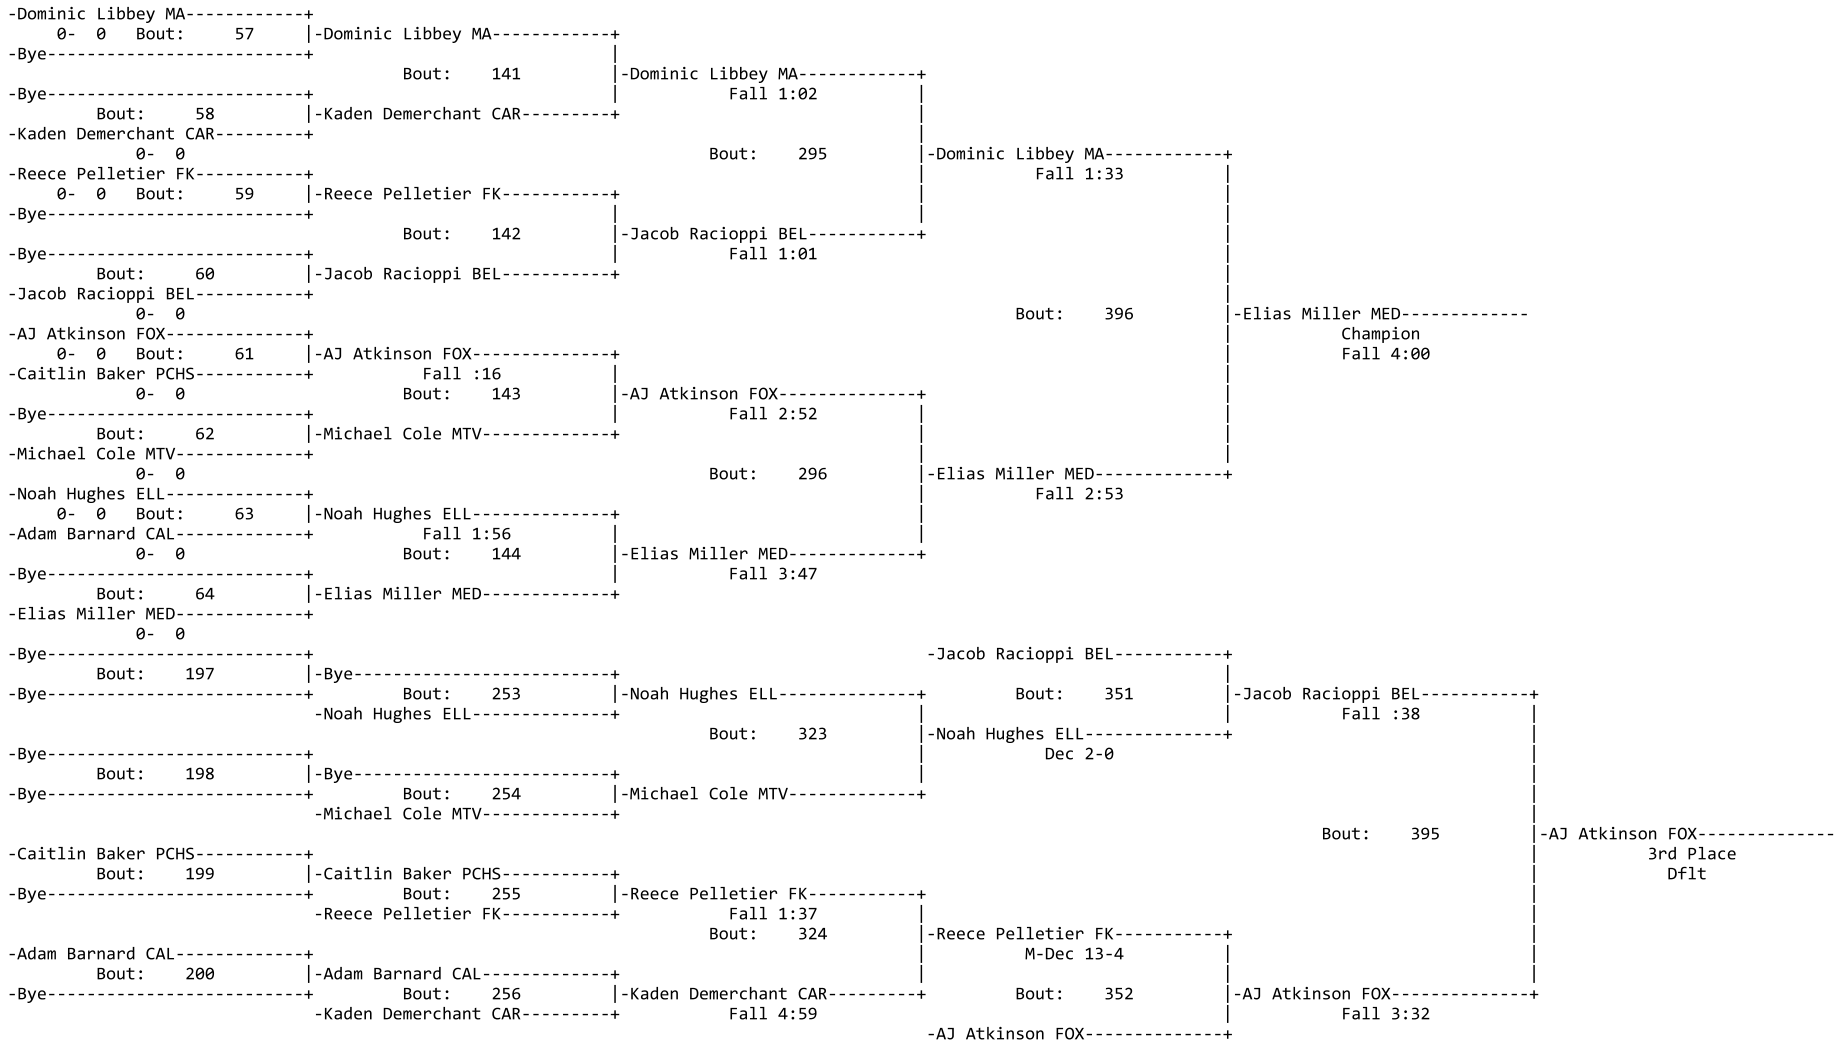 -Dominic Libbey MA------------+
0- 0 Bout: 57 |-Dominic Libbey MA------------+
-Bye--------------------------+ |
Bout: 141 |-Dominic Libbey MA------------+
-Bye--------------------------+ | Fall 1:02 |
Bout: 58 |-Kaden Demerchant CAR---------+ |
-Kaden Demerchant CAR---------+ |
0- 0 Bout: 295 |-Dominic Libbey MA------------+
-Reece Pelletier FK-----------+ | Fall 1:33 |
0- 0 Bout: 59 |-Reece Pelletier FK-----------+ | |
-Bye--------------------------+ | | |
Bout: 142 |-Jacob Racioppi BEL-----------+ |
-Bye--------------------------+ | Fall 1:01 |
Bout: 60 |-Jacob Racioppi BEL-----------+ |
-Jacob Racioppi BEL-----------+ |
0- 0 Bout: 396 |-Elias Miller MED-------------
-AJ Atkinson FOX--------------+ | Champion
0- 0 Bout: 61 |-AJ Atkinson FOX--------------+ | Fall 4:00
-Caitlin Baker PCHS-----------+ Fall :16 | |
0- 0 Bout: 143 |-AJ Atkinson FOX--------------+ |
-Bye--------------------------+ | Fall 2:52 | |
Bout: 62 |-Michael Cole MTV-------------+ | |
-Michael Cole MTV-------------+ | |
0- 0 Bout: 296 |-Elias Miller MED-------------+
-Noah Hughes ELL--------------+ | Fall 2:53
0- 0 Bout: 63 |-Noah Hughes ELL--------------+ |
-Adam Barnard CAL-------------+ Fall 1:56 | |
0- 0 Bout: 144 |-Elias Miller MED-------------+
-Bye--------------------------+ | Fall 3:47
Bout: 64 |-Elias Miller MED-------------+
-Elias Miller MED-------------+
0- 0
-Bye--------------------------+ -Jacob Racioppi BEL-----------+
Bout: 197 |-Bye--------------------------+ |
-Bye--------------------------+ Bout: 253 |-Noah Hughes ELL--------------+ Bout: 351 |-Jacob Racioppi BEL-----------+
-Noah Hughes ELL--------------+ | | Fall :38 |
Bout: 323 |-Noah Hughes ELL--------------+ |
-Bye--------------------------+ | Dec 2-0 |
Bout: 198 |-Bye--------------------------+ | |
-Bye--------------------------+ Bout: 254 |-Michael Cole MTV-------------+ |
-Michael Cole MTV-------------+ |
Bout: 395 |-AJ Atkinson FOX--------------
-Caitlin Baker PCHS-----------+ | 3rd Place
Bout: 199 |-Caitlin Baker PCHS-----------+ | Dflt
-Bye--------------------------+ Bout: 255 |-Reece Pelletier FK-----------+ |
-Reece Pelletier FK-----------+ Fall 1:37 | |
Bout: 324 |-Reece Pelletier FK-----------+ |
-Adam Barnard CAL-------------+ | M-Dec 13-4 | |
Bout: 200 |-Adam Barnard CAL-------------+ | | |
-Bye--------------------------+ Bout: 256 |-Kaden Demerchant CAR---------+ Bout: 352 |-AJ Atkinson FOX--------------+
-Kaden Demerchant CAR---------+ Fall 4:59 | Fall 3:32
-AJ Atkinson FOX--------------+